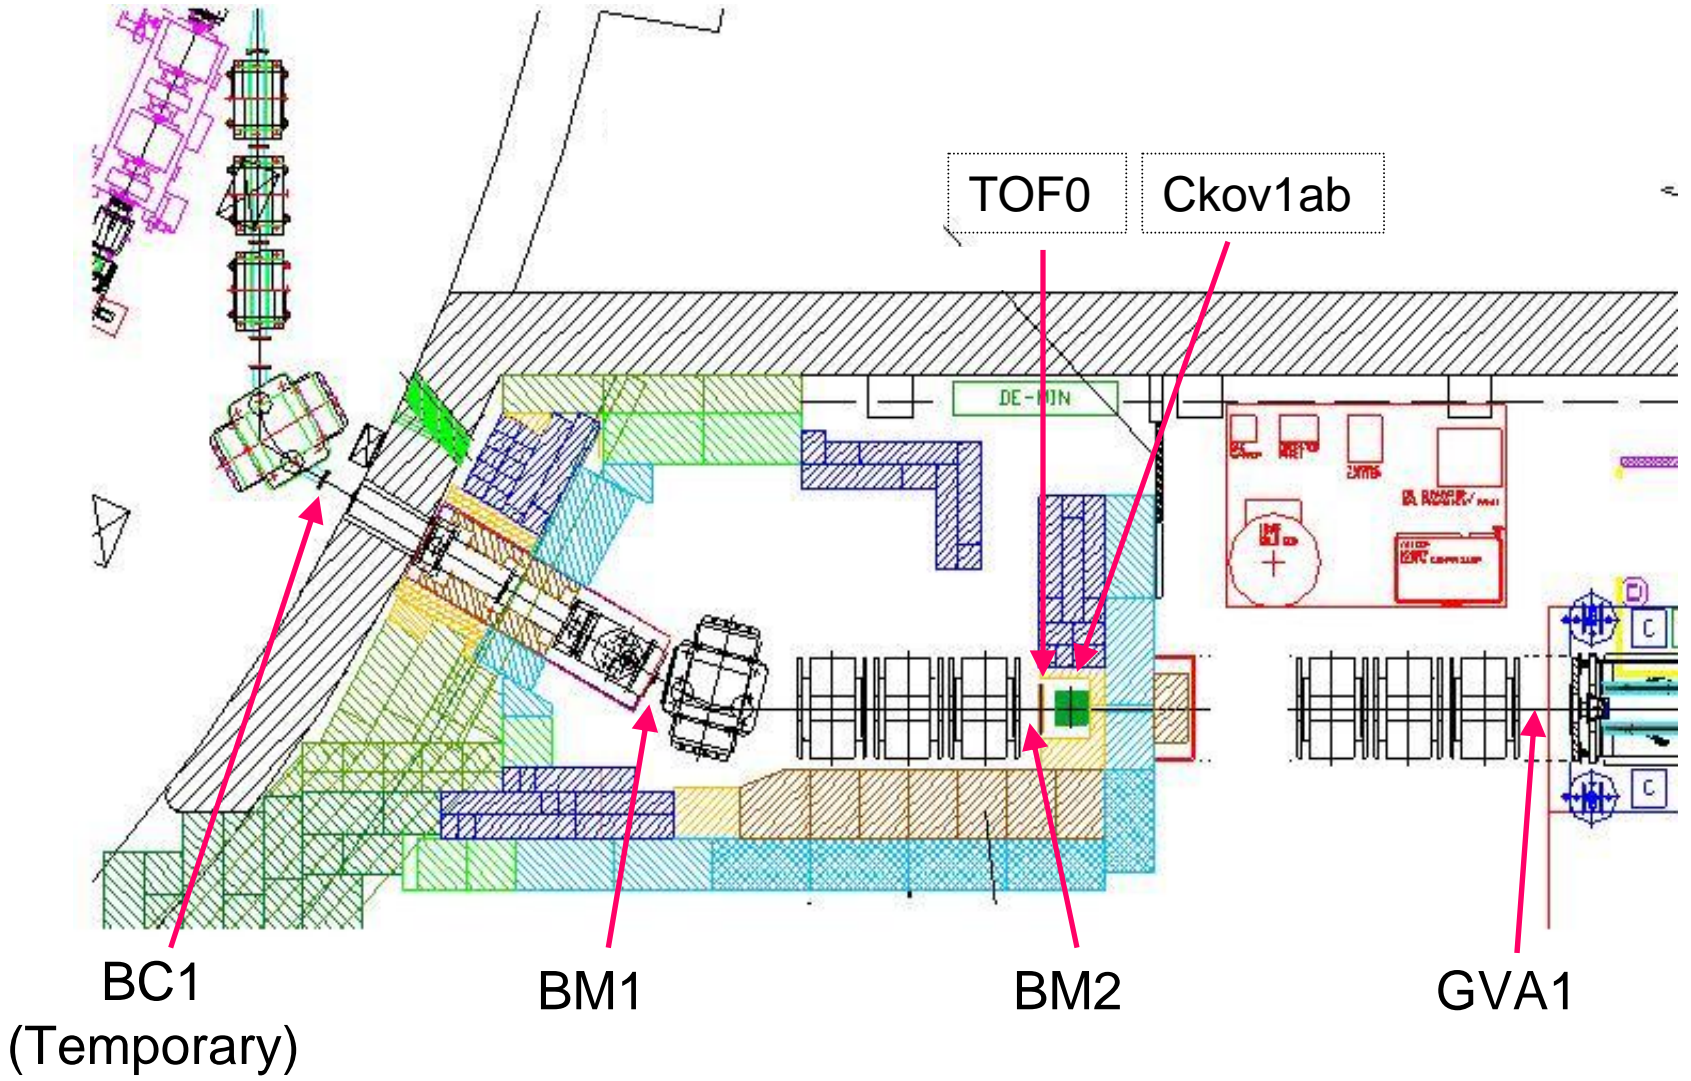 TOF0
Ckov1ab
DE-MIN
C
C
BC1
(Temporary)
BM1
BM2
GVA1